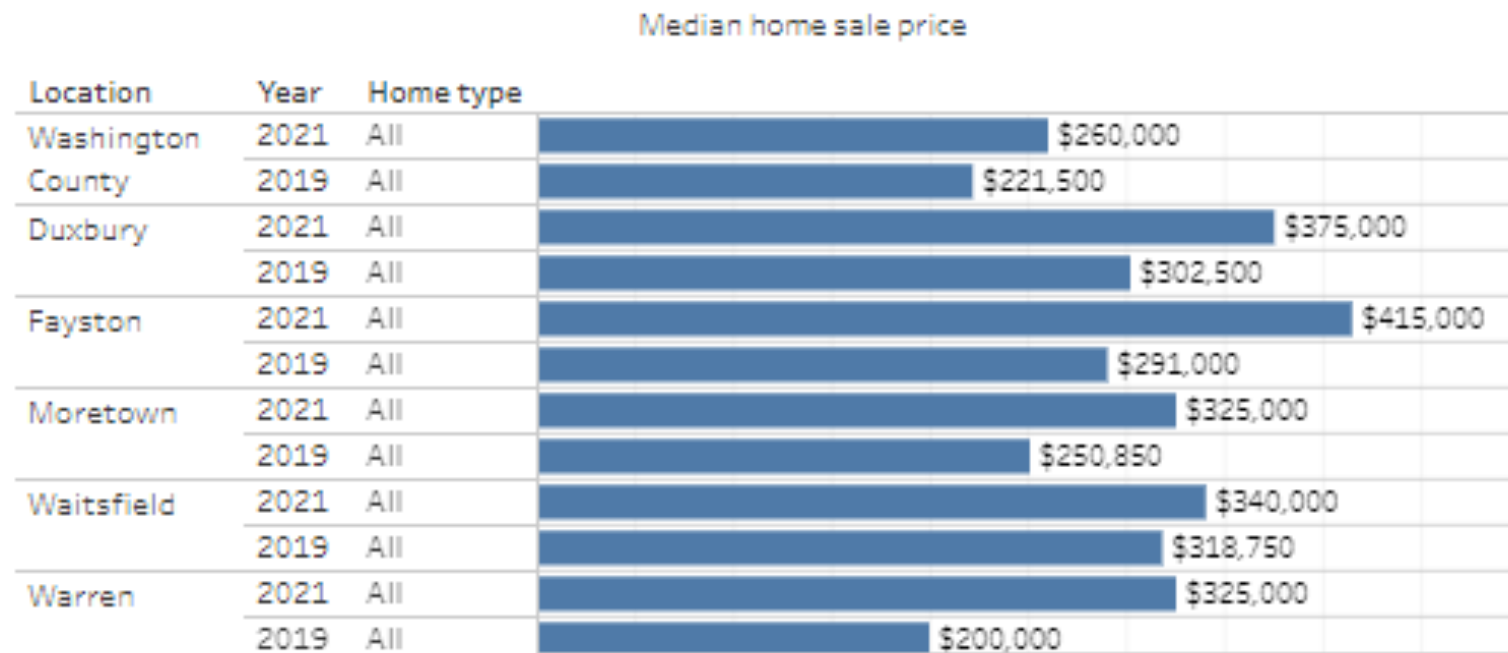 Median home sale price
Location Year Home type
Washington 2021 All $260,000
County 2019 All $221,500
Duxbury 2021 All $375,000
2019 All $302,500
Fayston 2021 All $415,000
2019 All $291,000
Moretown 2021 All $325,000
2019 All $250,850
Waitsfield 2021 All $340,000
2019 All $318,750
Warren 2021 All $325,000
2019 All $200,000